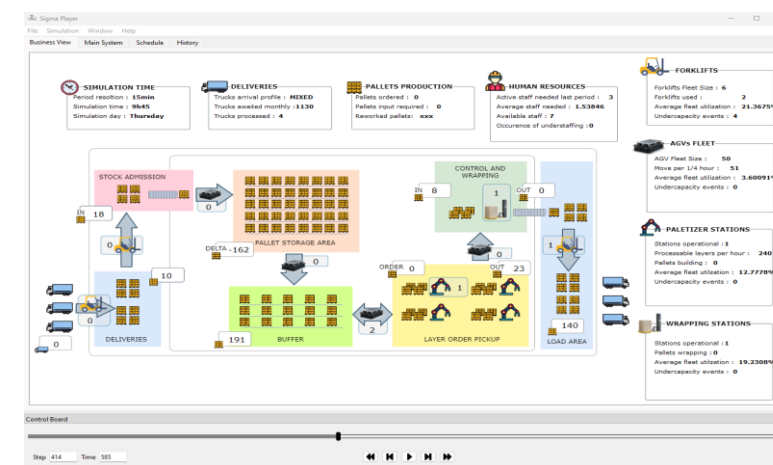 Sigma Player
File Simulation Window Help
Business View Main System Schedule History
SIMULATION TIME
Period resoltion : 15min
Simulation time : 9h45
Simulation day : Thursday
DELIVERIES
Trucks arrival profile : MIXED
Trucks awaited monthly :1130
Trucks processed : 4
PALLETS PRODUCTION
Pallets ordered : 0
Pallets input required : 0
Reworked pallets: xxx
HUMAN RESOURCES
Active staff needed last period : 3
Average staff needed : 1.53846
Available staff : 7
Occurence of understaffing :0
FORKLIFTS
Forklifts Fleet Size : 6
Forklifts used : 2
Average fleet utilization : 21.3675%
Undercapacity events : 4
AGVs FLEET
AGV Fleet Size : 50
Move per 1/4 hour : 51
Average fleet utilization : 3.60091%
Undercapacity events : 0
PALETIZER STATIONS
Stations operational :1
Processable layers per hour : 240
Pallets building : 0
Average fleet utilzation : 12.7778%
Undercapacity events : 0
WRAPPING STATIONS
Stations operational :1
Pallets wrapping :0
Average fleet utilzation : 19.2308%
Undercapacity events : 0
STOCK ADMISSION
0
IN 18
0
10
0
0
DELIVERIES
PALLET STORAGE AREA
DELTA -162
0
191
BUFFER
2
CONTROL AND
WRAPPING
IN 8
1
OUT 0
0
ORDER 0
OUT 23
1
LAYER ORDER PICKUP
1
140
LOAD AREA
Control Board
Step 414 Time 585